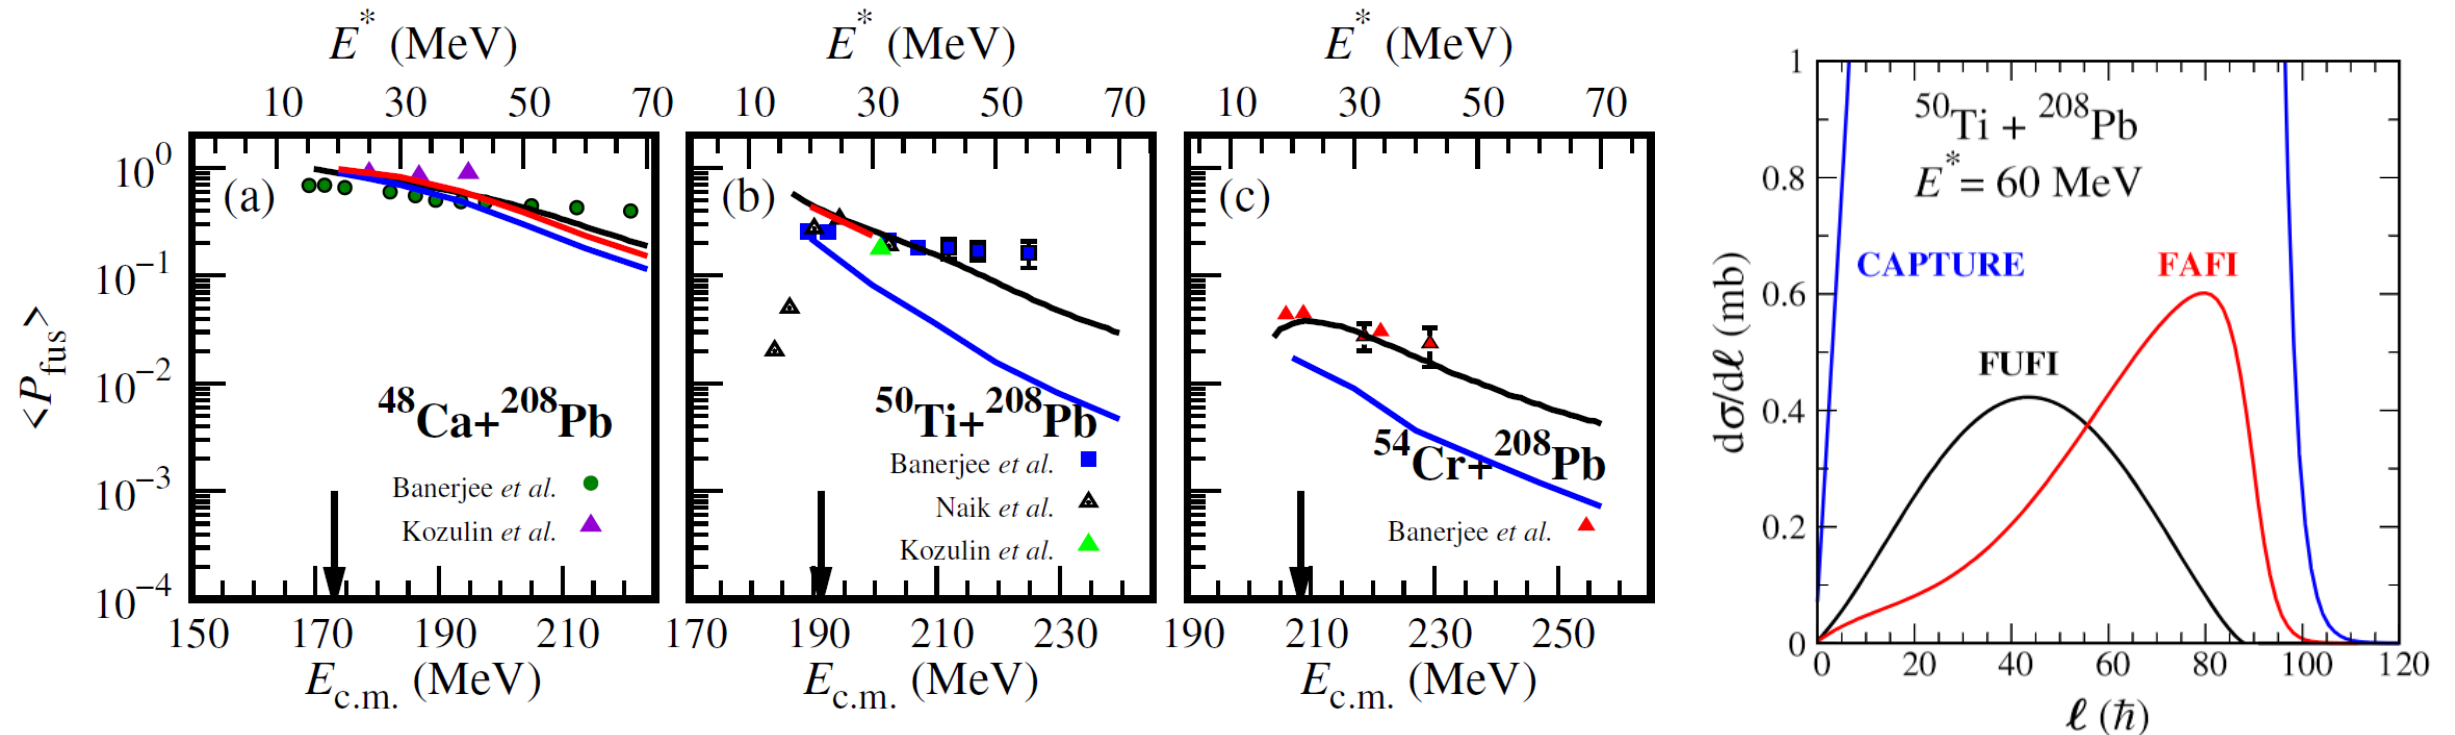 E* (MeV)
10 30 50 70
10⁰
10⁻¹
10⁻²
10⁻³
10⁻⁴
<P_fus>
(a)
⁴⁸Ca+²⁰⁸Pb
Banerjee et al.
Kozulin et al.
150 170 190 210
E_c.m. (MeV)
E* (MeV)
10 30 50 70
(b)
⁵⁰Ti+²⁰⁸Pb
Banerjee et al.
Naik et al.
Kozulin et al.
170 190 210 230
E_c.m. (MeV)
E* (MeV)
10 30 50 70
(c)
⁵⁴Cr+²⁰⁸Pb
Banerjee et al.
190 210 230 250
E_c.m. (MeV)
1
0.8
0.6
0.4
0.2
0
dσ/dℓ (mb)
⁵⁰Ti + ²⁰⁸Pb
E* = 60 MeV
CAPTURE
FAFI
FUFI
0 20 40 60 80 100 120
ℓ (ħ)